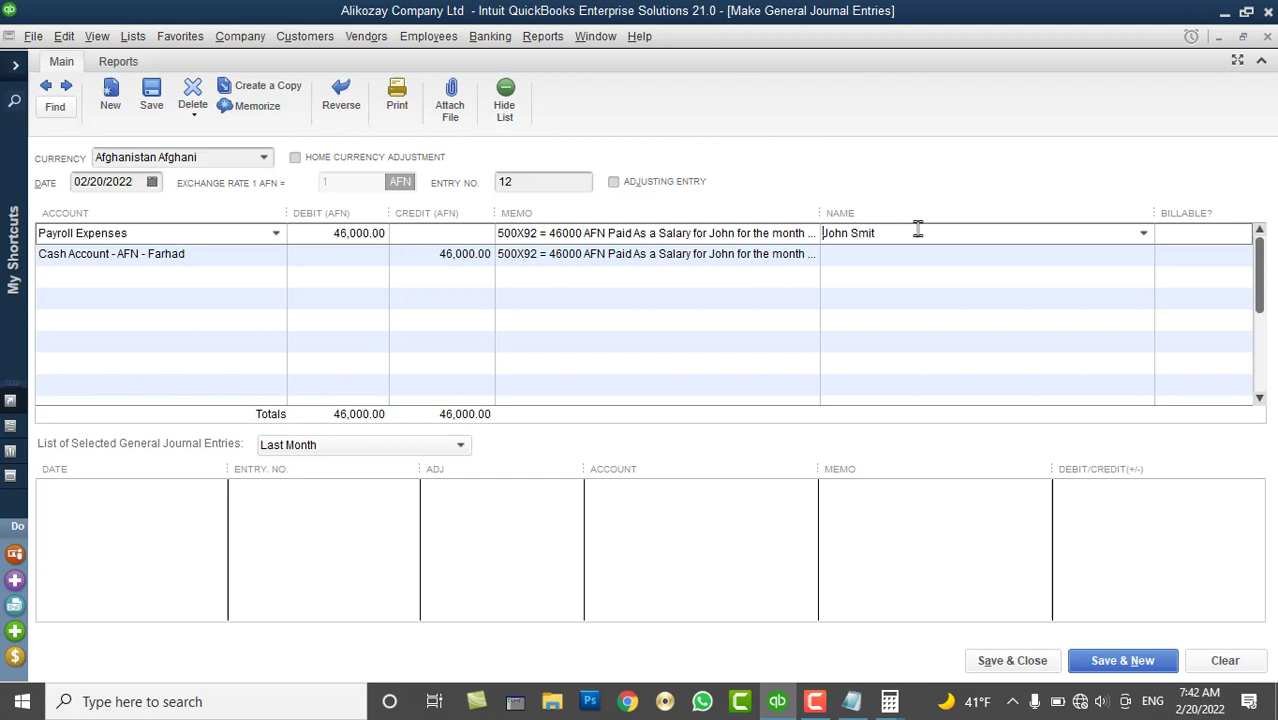 Alikozay Company Ltd - Intuit QuickBooks Enterprise Solutions 21.0 - [Make General Journal Entries]
File Edit View Lists Favorites Company Customers Vendors Employees Banking Reports Window Help
Main Reports
Find New Save Delete Create a Copy Memorize Reverse Print Attach File Hide List
CURRENCY Afghanistan Afghani HOME CURRENCY ADJUSTMENT
DATE 02/20/2022 EXCHANGE RATE 1 AFN = 1 AFN ENTRY NO. 12 ADJUSTING ENTRY
ACCOUNT DEBIT (AFN) CREDIT (AFN) MEMO NAME BILLABLE?
Payroll Expenses 46,000.00 500X92 = 46000 AFN Paid As a Salary for John for the month ... John Smit
Cash Account - AFN - Farhad 46,000.00 500X92 = 46000 AFN Paid As a Salary for John for the month ...
Totals 46,000.00 46,000.00
List of Selected General Journal Entries: Last Month
DATE ENTRY. NO. ADJ ACCOUNT MEMO DEBIT/CREDIT(+/-)
Save & Close Save & New Clear
My Shortcuts
Do
Type here to search
41°F ENG 7:42 AM
2/20/2022